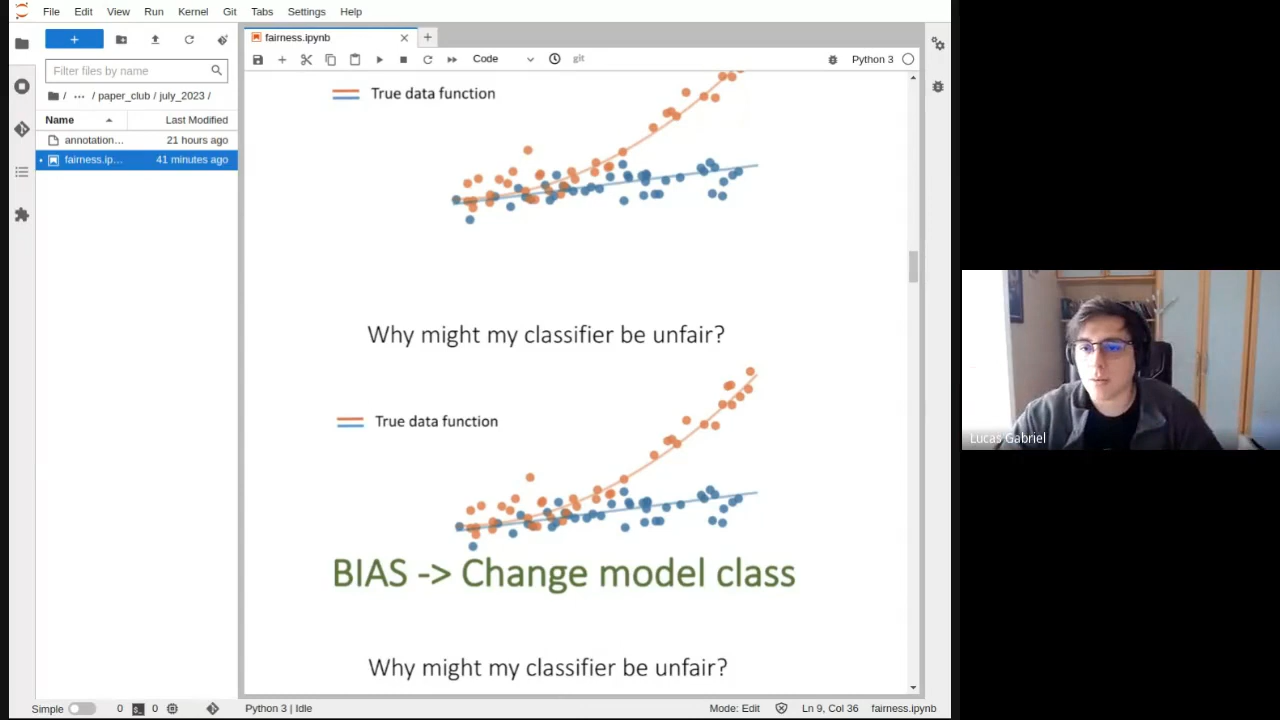 File Edit View Run Kernel Git Tabs Settings Help
+
Filter files by name
/ ... / paper_club / july_2023 /
Name Last Modified
annotation... 21 hours ago
fairness.ip... 41 minutes ago
fairness.ipynb
Code git Python 3
True data function
Why might my classifier be unfair?
True data function
BIAS -> Change model class
Why might my classifier be unfair?
Lucas Gabriel
Simple 0 0 Python 3 | Idle Mode: Edit Ln 9, Col 36 fairness.ipynb